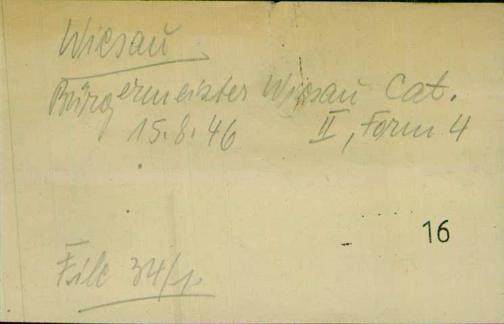 Wiesau
Bürgermeister Wiesau Cat.
15.8.46 II, Form 4
16
File 34/1.